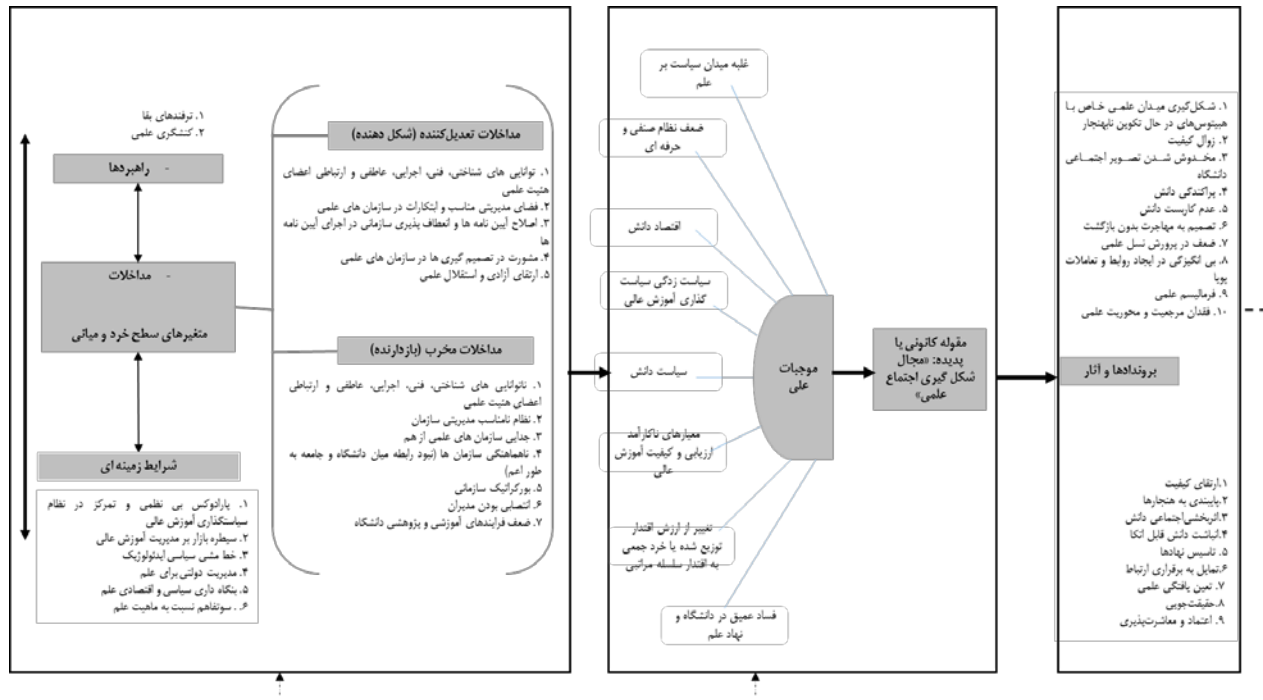 ۱. ترفندهای بقا
۲. کنشگری علمی
- راهبردها
- مداخلات
متغیرهای سطح خرد و میانی
شرایط زمینه ای
۱. پارادوکس بی نظمی و تمرکز در نظام
سیاستگذاری آموزش عالی
۲. سیطره بازار بر مدیریت آموزش عالی
۳. خط مشی سیاسی ایدئولوژیک
۴. مدیریت دولتی برای علم
۵. بنگاه داری سیاسی و اقتصادی علم
۶. . سوتفاهم نسبت به ماهیت علم
مداخلات تعدیل‌کننده (شکل دهنده)
۱. توانایی های شناختی، فنی، اجرایی، عاطفی و ارتباطی اعضای
هئیت علمی
۲. فضای مدیریتی مناسب و ابتکارات در سازمان های علمی
۳. اصلاح آیین نامه ها و انعطاف پذیری سازمانی در اجرای آیین نامه
ها
۴. مشورت در تصمیم گیری ها در سازمان های علمی
۵. ارتقای آزادی و استقلال علمی
مداخلات مخرب (بازدارنده)
۱. ناتوانایی های شناختی، فنی، اجرایی، عاطفی و ارتباطی
اعضای هئیت علمی
۲. نظام نامناسب مدیریتی سازمان
۳. جدایی سازمان های علمی از هم
۴. ناهماهنگی سازمان ها (نبود رابطه میان دانشگاه و جامعه به
طور اعم)
۵. بورکراتیک سازمانی
۶. انتصابی بودن مدیران
۷. ضعف فرایندهای آموزشی و پژوهشی دانشگاه
غلبه میدان سیاست بر
علم
ضعف نظام صنفی و
حرفه ای
اقتصاد دانش
سیاست زدگی سیاست
گذاری آموزش عالی
سیاست دانش
معیارهای ناکارآمد
ارزیابی و کیفیت آموزش
عالی
تغییر از ارزش اقتدار
توزیع شده یا خرد جمعی
به اقتدار سلسله مراتبی
فساد عمیق در دانشگاه و
نهاد علم
موجبات
علی
مقوله کانونی یا
پدیده: «مجال
شکل گیری اجتماع
علمی»
۱. شکل‌گیری میدان علمی خاص با
هبیتوس‌های در حال تکوین نابهنجار
۲. زوال کیفیت
۳. مخدوش شدن تصویر اجتماعی
دانشگاه
۴. پراکندگی دانش
۵. عدم کاربست دانش
۶. تصمیم به مهاجرت بدون بازگشت
۷. ضعف در پرورش نسل علمی
۸. بی انگیزگی در ایجاد روابط و تعاملات
پویا
۹. فرمالیسم علمی
۱۰. فقدان مرجعیت و محوریت علمی
بروندادها و آثار
۱.ارتقای کیفیت
۲.پایبندی به هنجارها
۳.اثربخشی‌اجتماعی دانش
۴.انباشت دانش قابل اتکا
۵. تاسیس نهادها
۶.تمایل به برقراری ارتباط
۷. تعین یافتگی علمی
۸.حقیقت‌جویی
۹. اعتماد و معاشرت‌پذیری